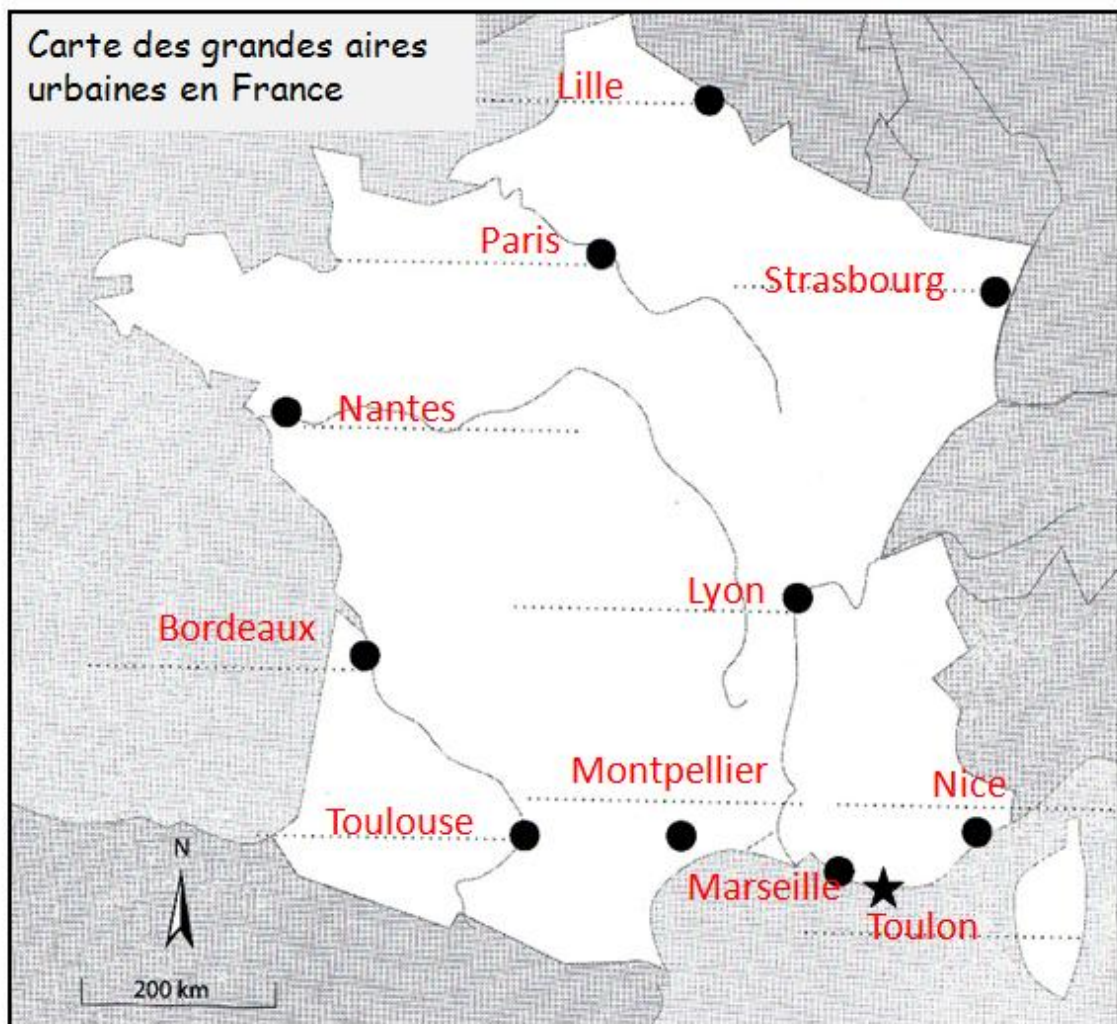 Carte des grandes aires
urbaines en France
Lille
Paris
Strasbourg
Nantes
Lyon
Bordeaux
Montpellier
Nice
Toulouse
N
Marseille
Toulon
200 km